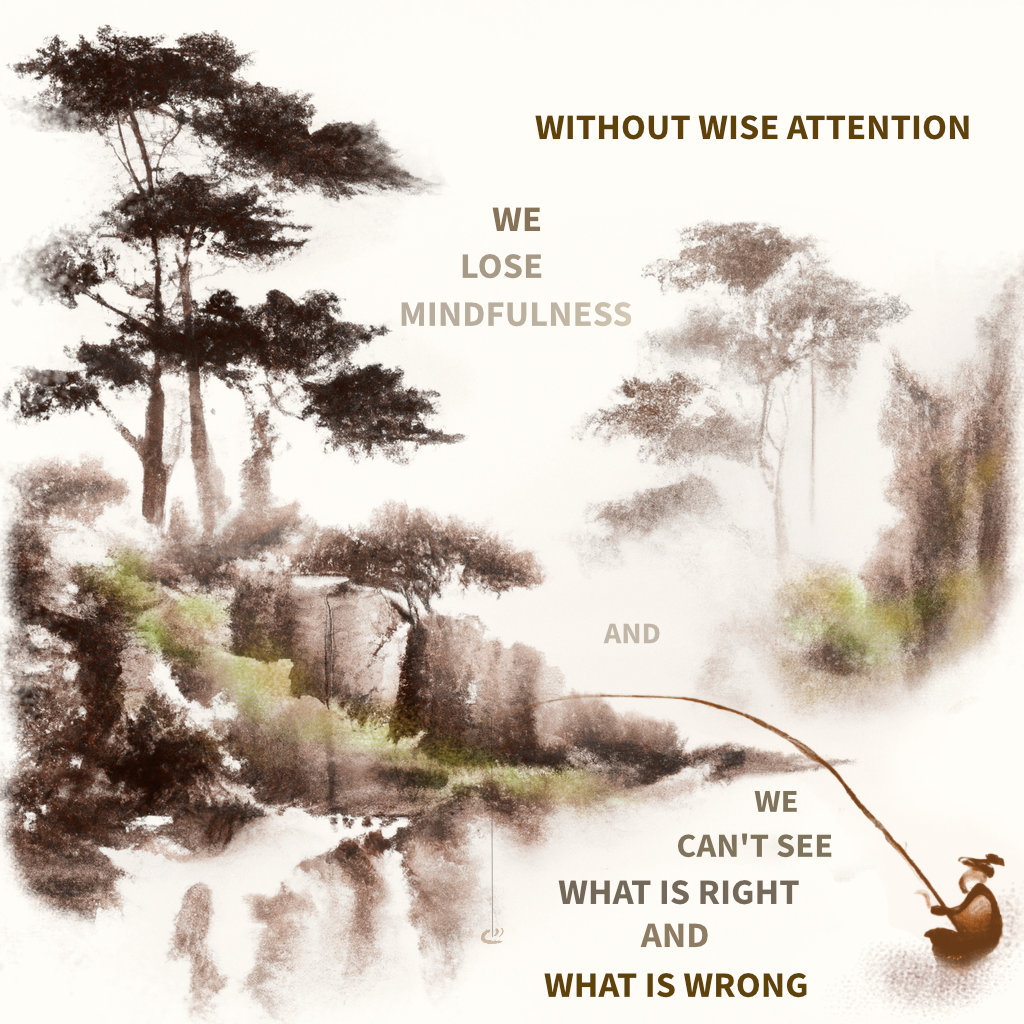 WITHOUT WISE ATTENTION
WE
LOSE
MINDFULNESS
AND
WE
CAN'T SEE
WHAT IS RIGHT
AND
WHAT IS WRONG